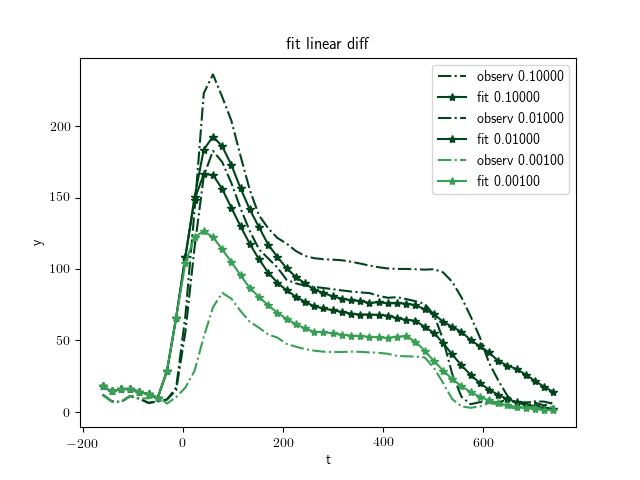 fit linear diff
observ 0.10000
fit 0.10000
observ 0.01000
fit 0.01000
observ 0.00100
fit 0.00100
y
200
150
100
50
0
−200 0 200 400 600
t